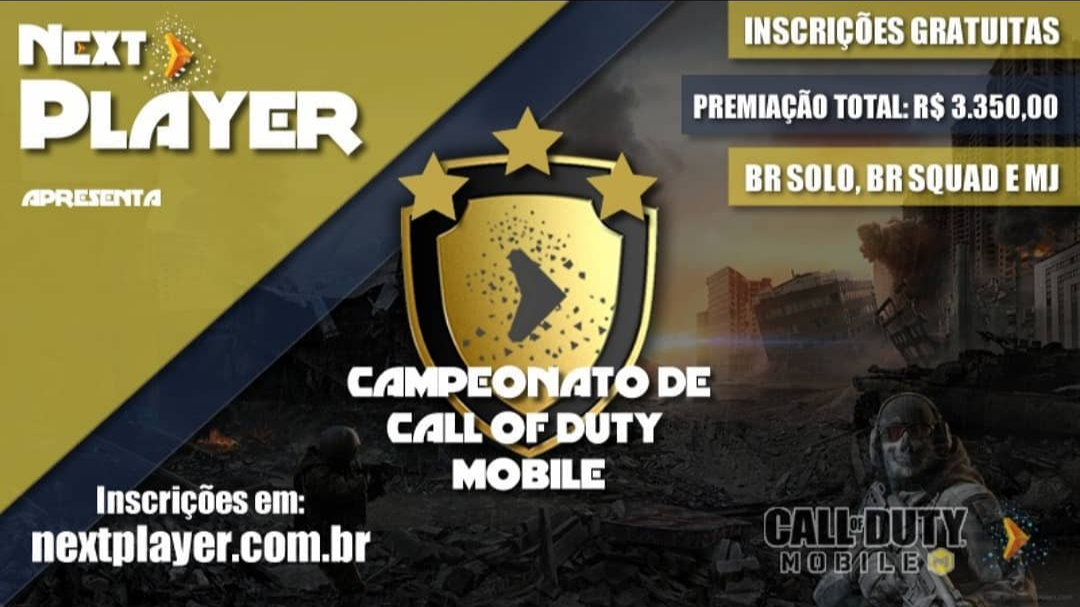 NEXT
PLAYER
APRESENTA
INSCRIÇÕES GRATUITAS
PREMIAÇÃO TOTAL: R$ 3.350,00
BR SOLO, BR SQUAD E MJ
CAMPEONATO DE
CALL OF DUTY
MOBILE
Inscrições em:
nextplayer.com.br
CALL OF DUTY
MOBILE